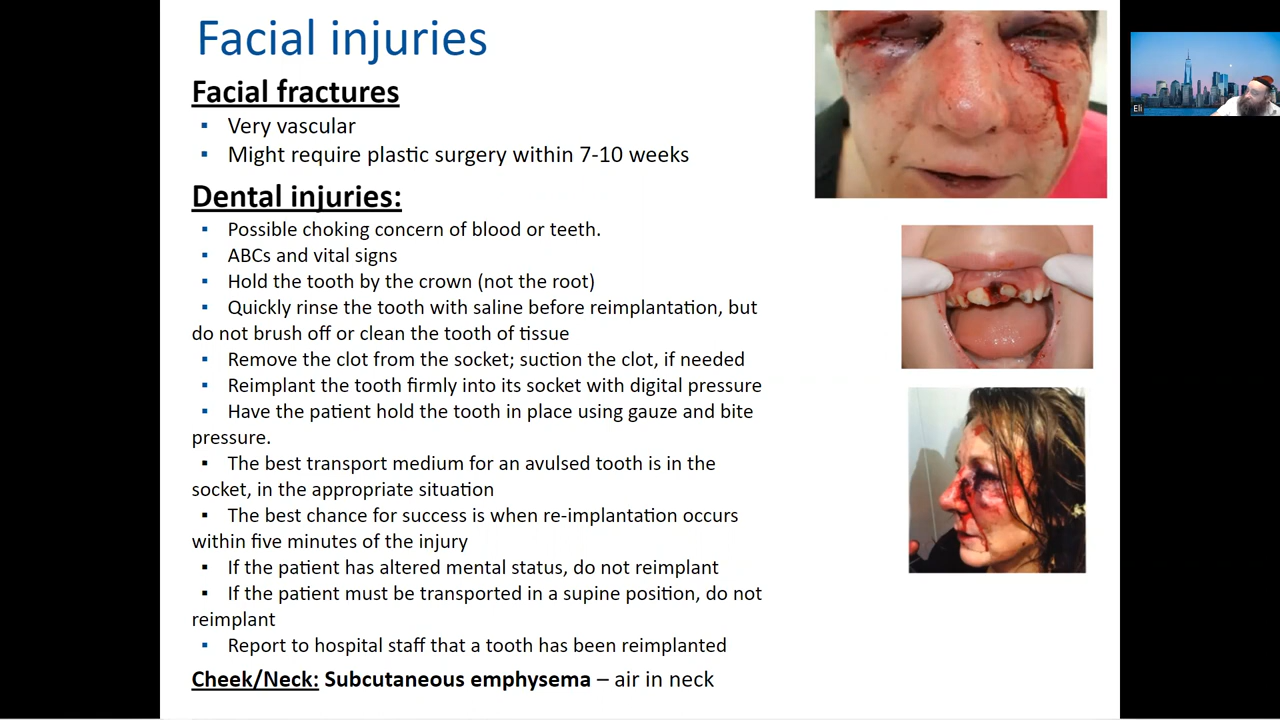 Facial injuries
Facial fractures
▪ Very vascular
▪ Might require plastic surgery within 7-10 weeks
Dental injuries:
▪ Possible choking concern of blood or teeth.
▪ ABCs and vital signs
▪ Hold the tooth by the crown (not the root)
▪ Quickly rinse the tooth with saline before reimplantation, but
do not brush off or clean the tooth of tissue
▪ Remove the clot from the socket; suction the clot, if needed
▪ Reimplant the tooth firmly into its socket with digital pressure
▪ Have the patient hold the tooth in place using gauze and bite
pressure.
▪ The best transport medium for an avulsed tooth is in the
socket, in the appropriate situation
▪ The best chance for success is when re-implantation occurs
within five minutes of the injury
▪ If the patient has altered mental status, do not reimplant
▪ If the patient must be transported in a supine position, do not
reimplant
▪ Report to hospital staff that a tooth has been reimplanted
Cheek/Neck: Subcutaneous emphysema – air in neck
Eli